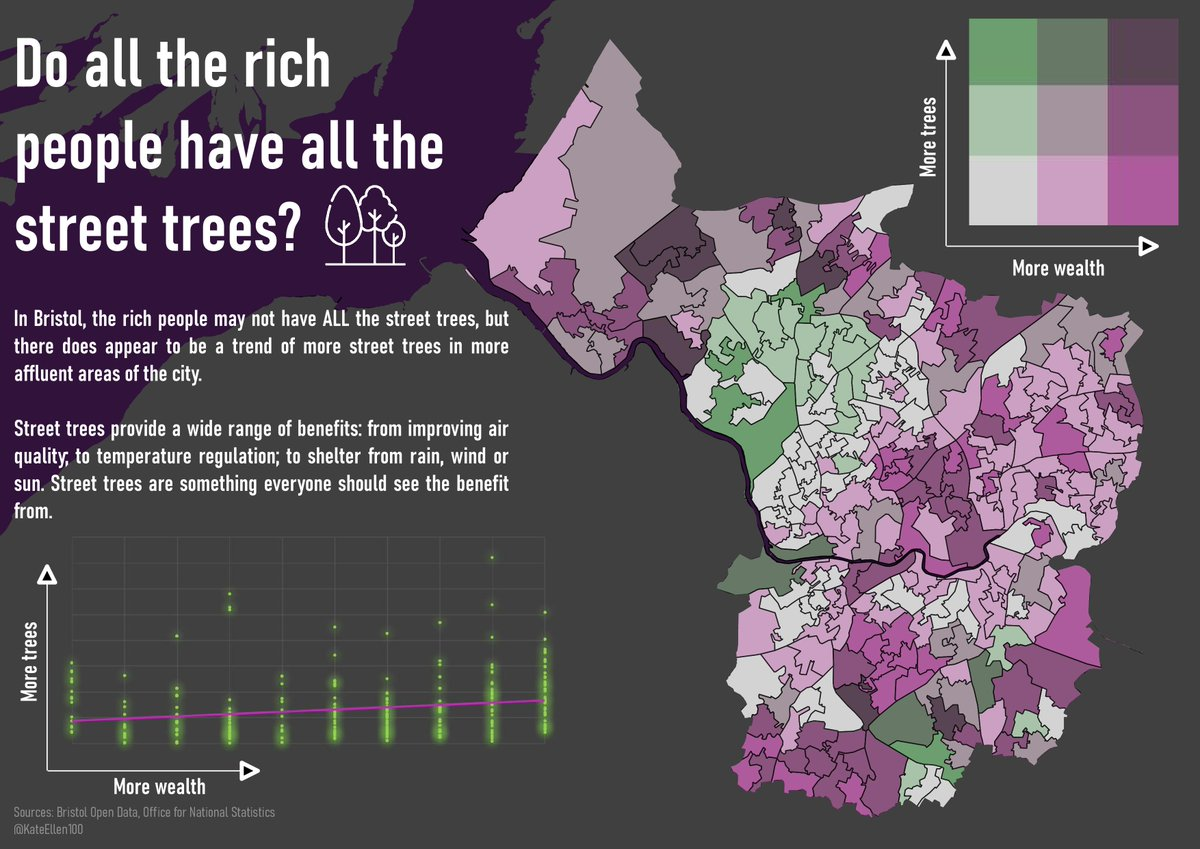 Do all the rich
people have all the
street trees?
In Bristol, the rich people may not have ALL the street trees, but
there does appear to be a trend of more street trees in more
affluent areas of the city.
Street trees provide a wide range of benefits: from improving air
quality; to temperature regulation; to shelter from rain, wind or
sun. Street trees are something everyone should see the benefit
from.
More trees
More wealth
More trees
More wealth
Sources: Bristol Open Data, Office for National Statistics
@KateEllen100